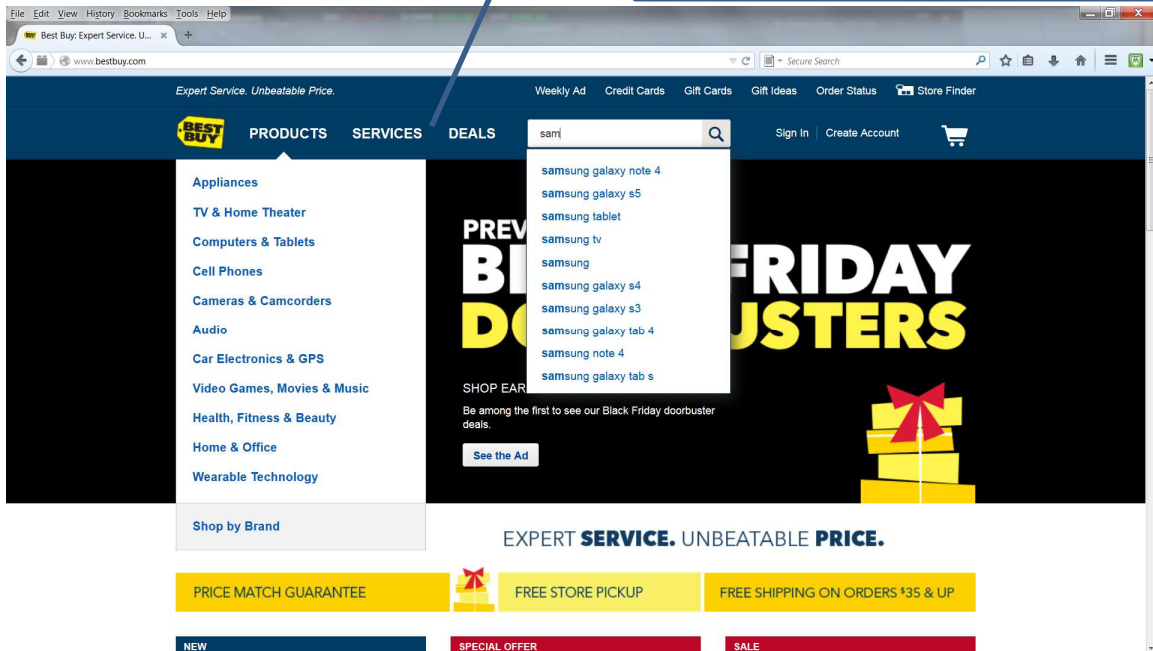 File Edit View History Bookmarks Tools Help
Best Buy: Expert Service. U... × +
www.bestbuy.com Secure Search
Expert Service. Unbeatable Price. Weekly Ad Credit Cards Gift Cards Gift Ideas Order Status Store Finder
BEST BUY PRODUCTS SERVICES DEALS sam Sign In Create Account
Appliances
TV & Home Theater
Computers & Tablets
Cell Phones
Cameras & Camcorders
Audio
Car Electronics & GPS
Video Games, Movies & Music
Health, Fitness & Beauty
Home & Office
Wearable Technology
Shop by Brand
samsung galaxy note 4
samsung galaxy s5
samsung tablet
samsung tv
samsung
samsung galaxy s4
samsung galaxy s3
samsung galaxy tab 4
samsung note 4
samsung galaxy tab s
PREV
B FRIDAY
DO USTERS
SHOP EAR
Be among the first to see our Black Friday doorbuster
deals.
See the Ad
EXPERT SERVICE. UNBEATABLE PRICE.
PRICE MATCH GUARANTEE FREE STORE PICKUP FREE SHIPPING ON ORDERS $35 & UP
NEW SPECIAL OFFER SALE